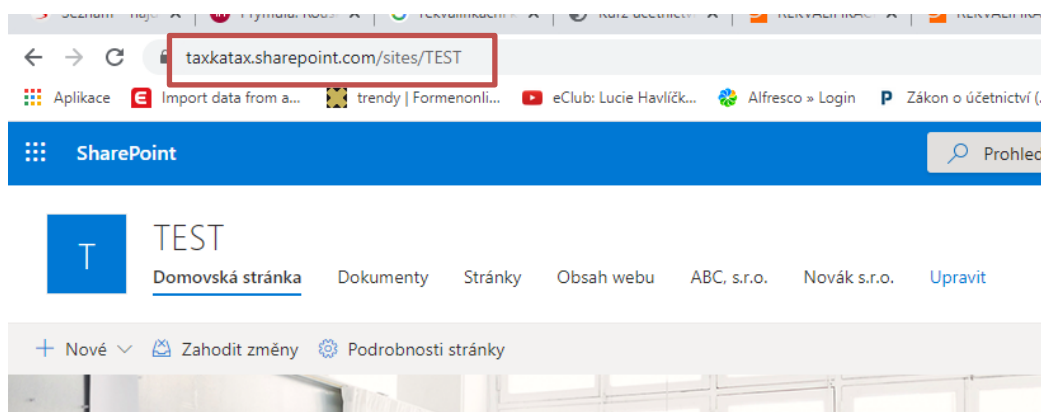 taxkatax.sharepoint.com/sites/TEST
Aplikace Import data from a... trendy | Formenonli... eClub: Lucie Havlíčk... Alfresco » Login Zákon o účetnictví (
SharePoint Prohled
T TEST
Domovská stránka Dokumenty Stránky Obsah webu ABC, s.r.o. Novák s.r.o. Upravit
Nové Zahodit změny Podrobnosti stránky